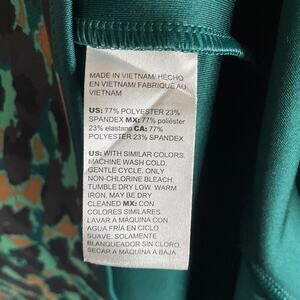 MADE IN VIETNAM/ HECHO
EN VIETNAM/ FABRIQUÉ AU
VIETNAM
US: 77% POLYESTER 23%
SPANDEX MX: 77% poliéster
23% elastano CA: 77%
POLYESTER 23% SPANDEX
US: WITH SIMILAR COLORS.
MACHINE WASH COLD.
GENTLE CYCLE. ONLY
NON-CHLORINE BLEACH.
TUMBLE DRY LOW. WARM
IRON. MAY BE DRY
CLEANED MX: CON
COLORES SIMILARES
LAVAR A MÁQUINA CON
AGUA FRÍA EN CICLO
SUAVE. SOLAMENTE
BLANQUEADOR SIN CLORO.
SECAR A MÁQUINA A BAJA